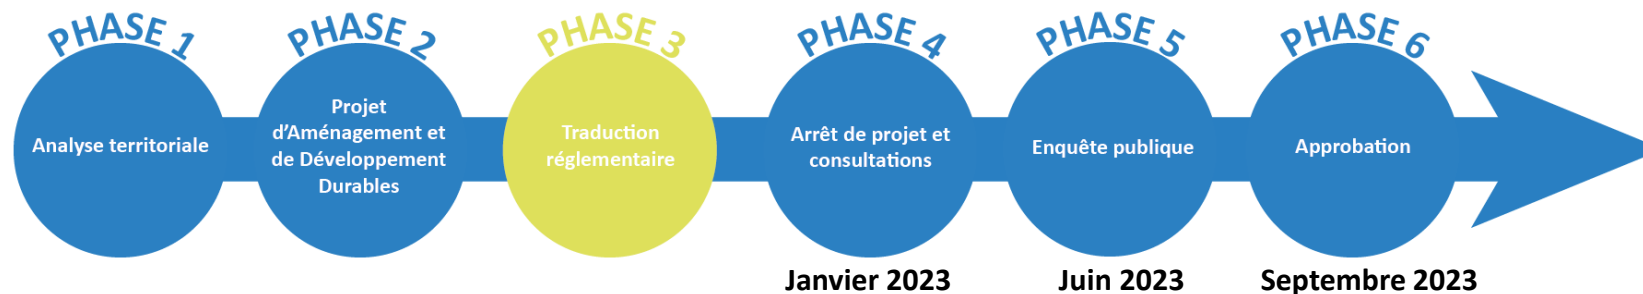 PHASE 1
PHASE 2
PHASE 3
PHASE 4
PHASE 5
PHASE 6
Analyse territoriale
Projet
d'Aménagement et
de Développement
Durables
Traduction
réglementaire
Arrêt de projet et
consultations
Enquête publique
Approbation
Janvier 2023
Juin 2023
Septembre 2023